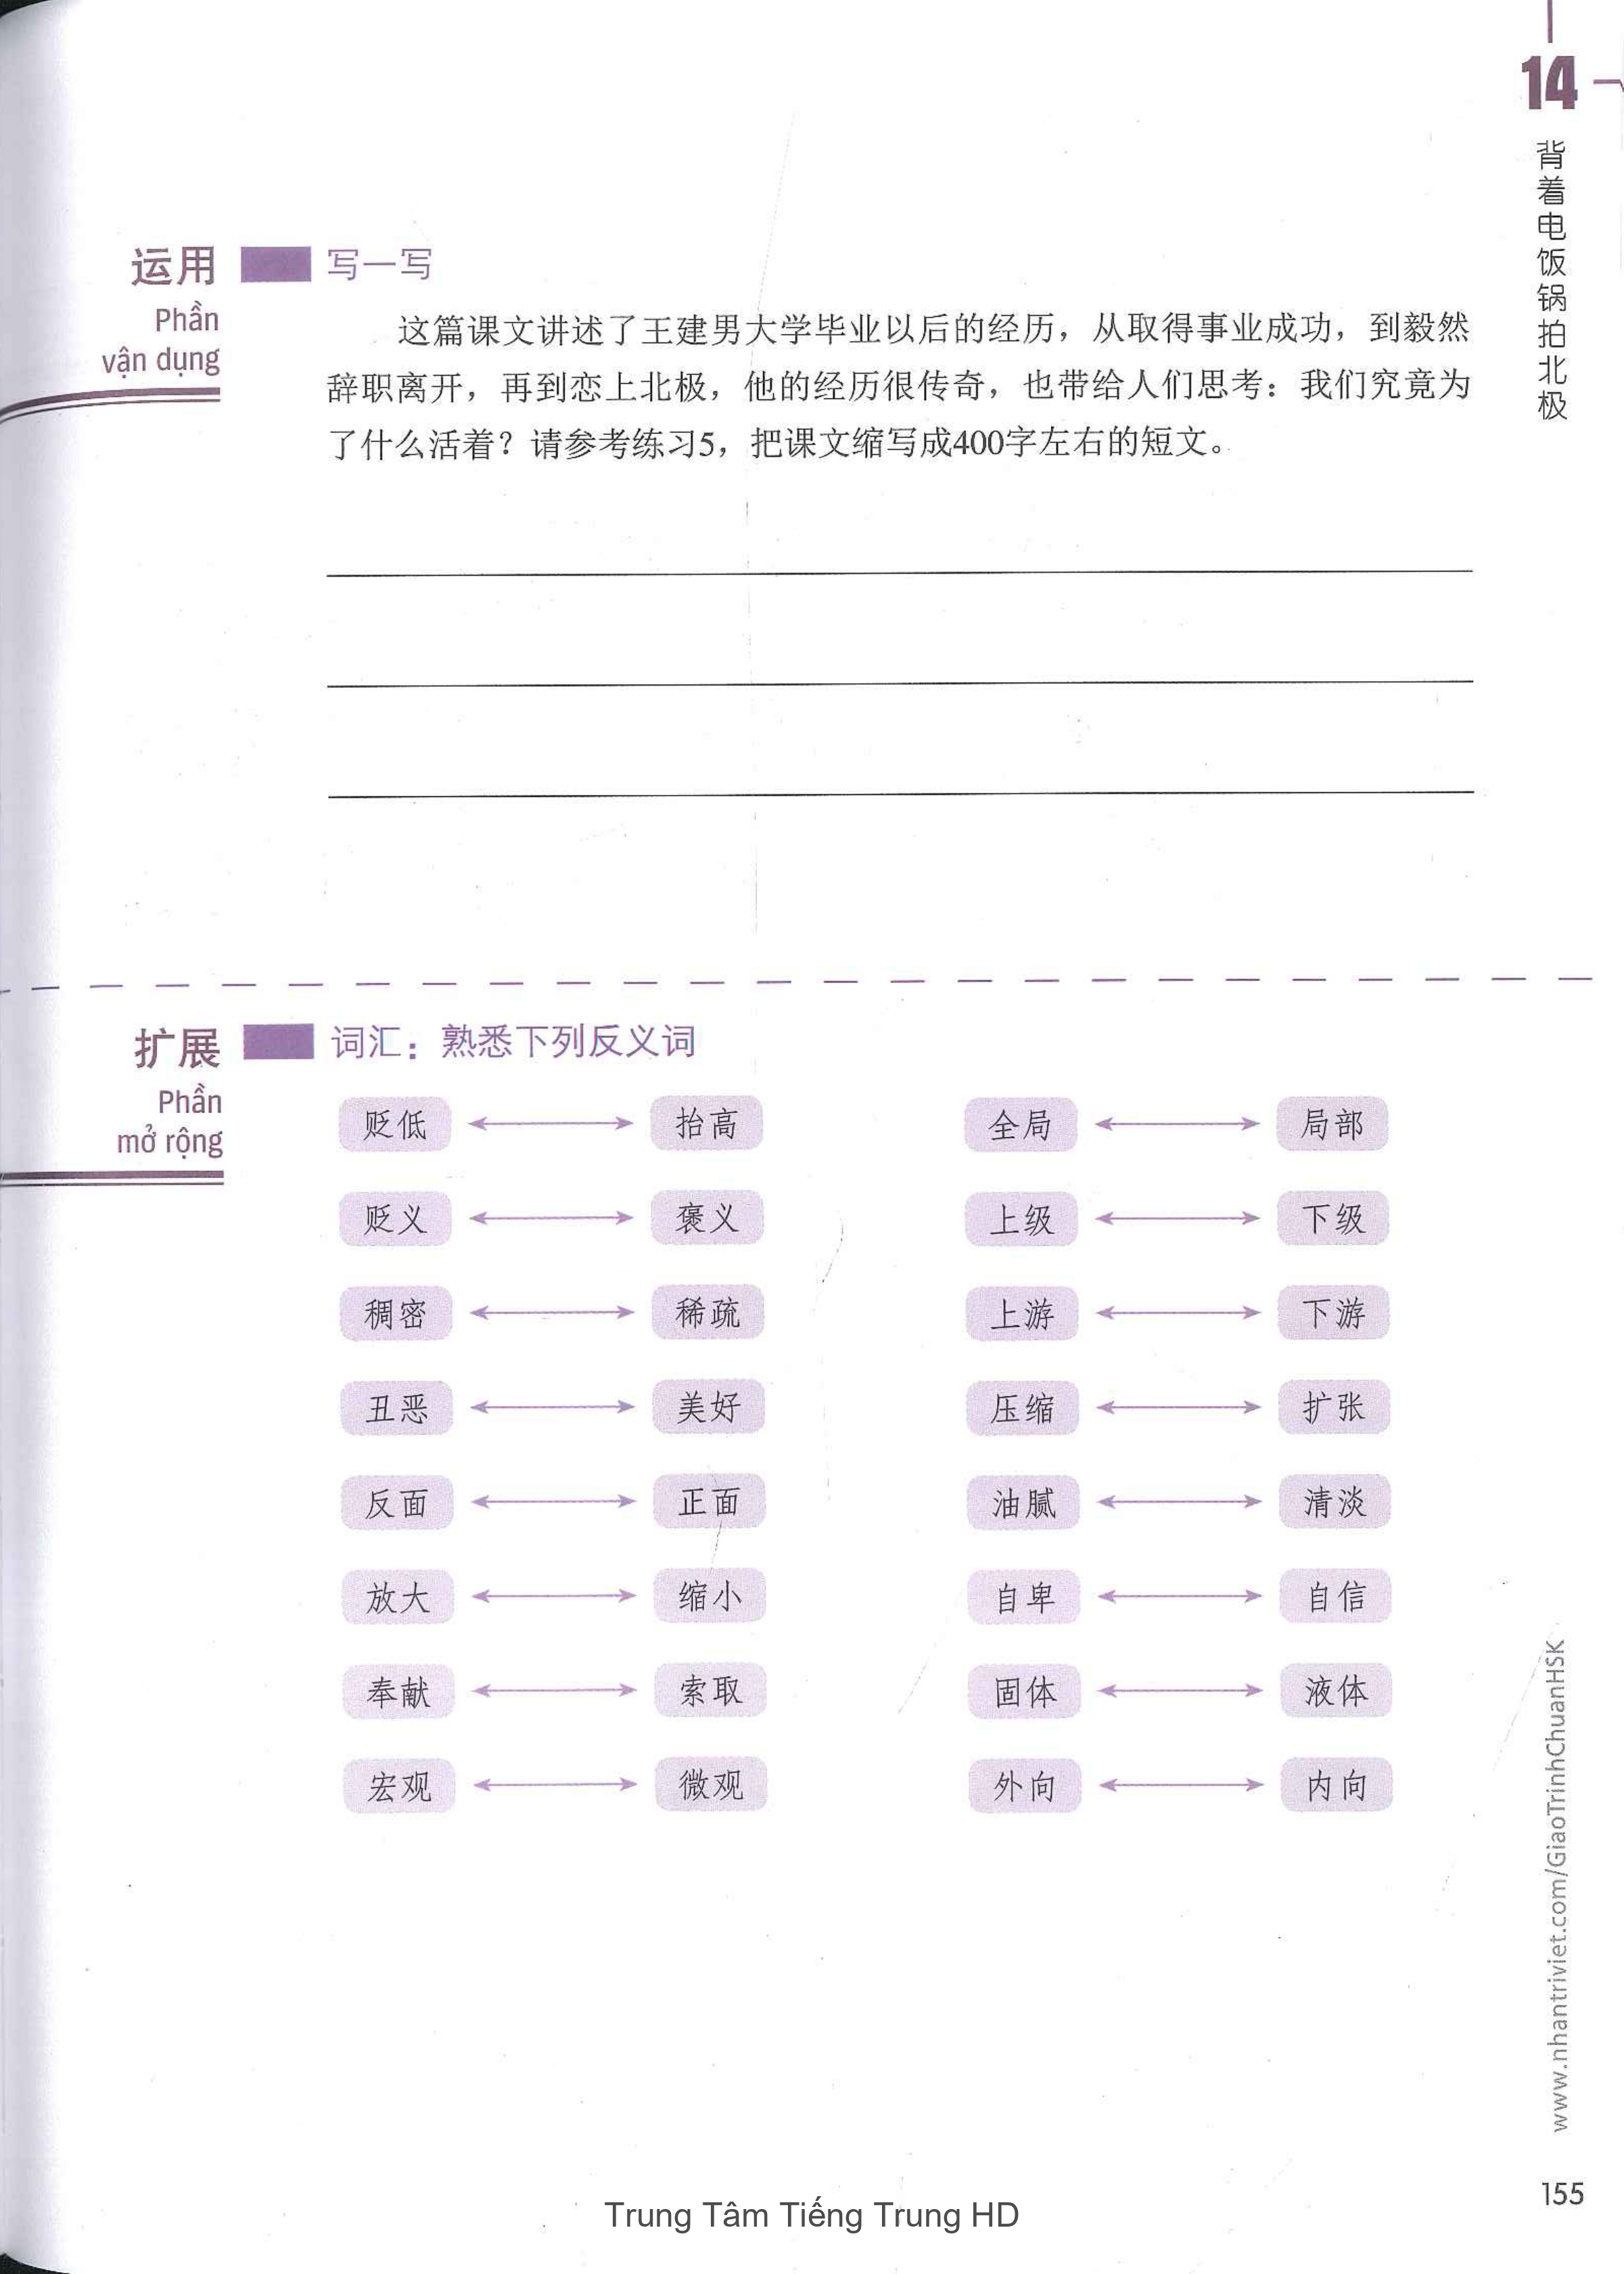 14
背着电饭锅拍北极
运用
Phần
vận dụng
写一写
这篇课文讲述了王建男大学毕业以后的经历，从取得事业成功，到毅然
辞职离开，再到恋上北极，他的经历很传奇，也带给人们思考：我们究竟为
了什么活着？请参考练习5，把课文缩写成400字左右的短文。
扩展
Phần
mở rộng
词汇：熟悉下列反义词
贬低 抬高 全局 局部
贬义 褒义 上级 下级
稠密 稀疏 上游 下游
丑恶 美好 压缩 扩张
反面 正面 油腻 清淡
放大 缩小 自卑 自信
奉献 索取 固体 液体
宏观 微观 外向 内向
www.nhantriviet.com/GiaoTrinhChuanHSK
155
Trung Tâm Tiếng Trung HD